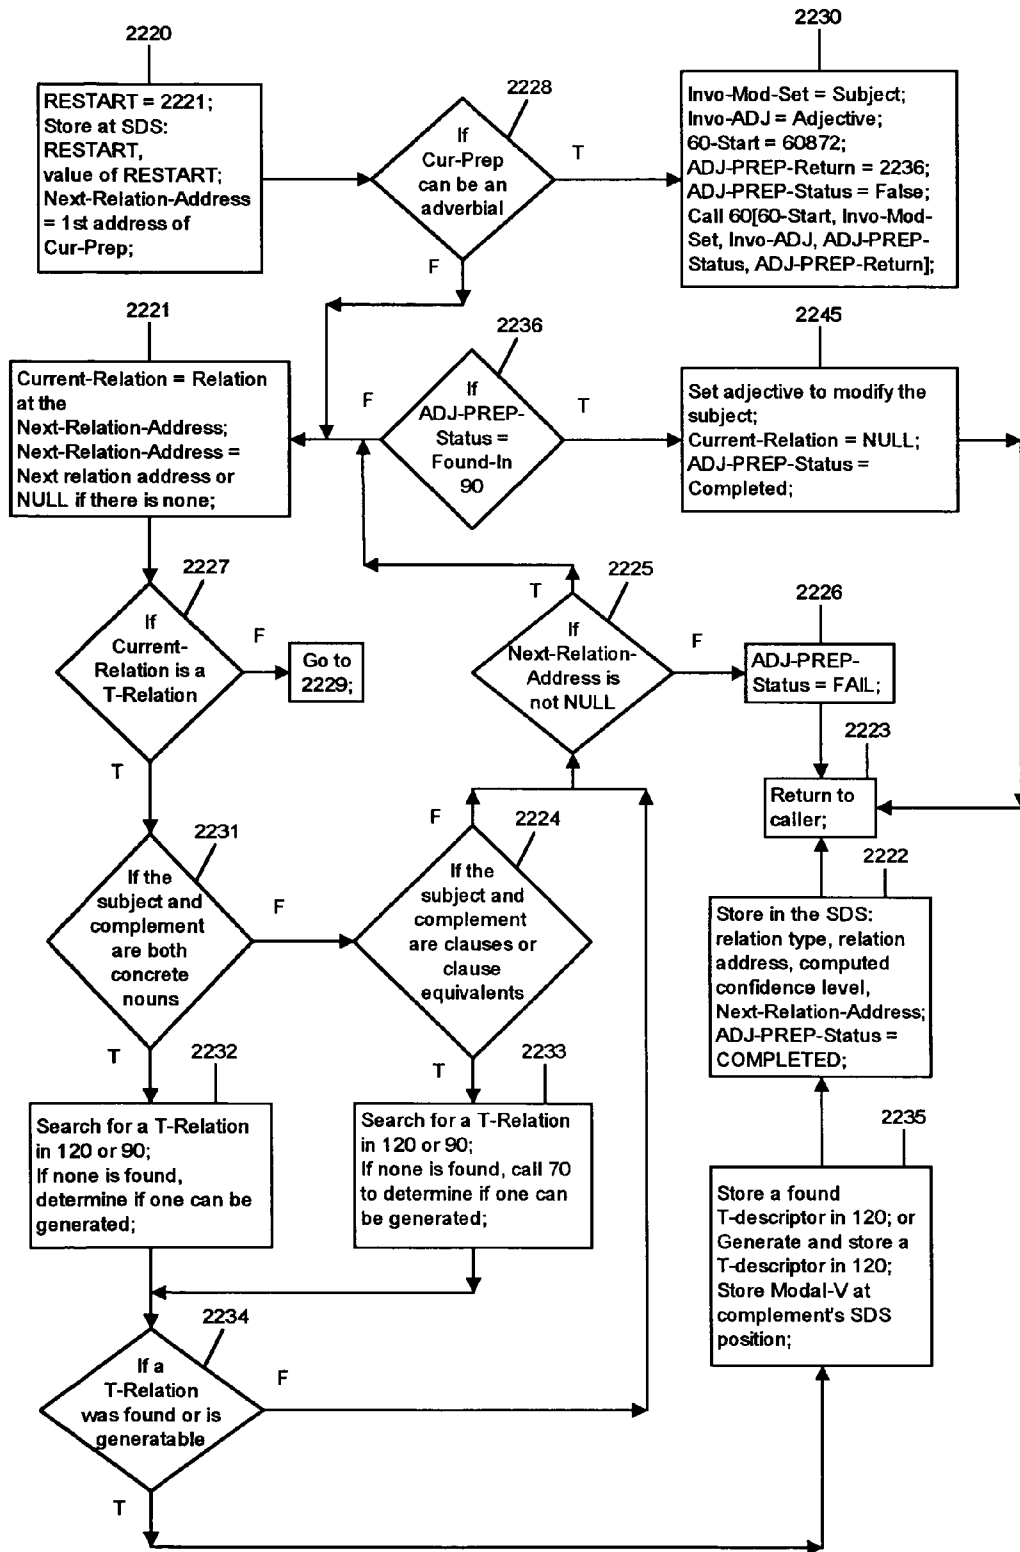 2220
RESTART = 2221;
Store at SDS:
RESTART,
value of RESTART;
Next-Relation-Address
= 1st address of
Cur-Prep;
2228
If
Cur-Prep
can be an
adverbial
T
F
2230
Invo-Mod-Set = Subject;
Invo-ADJ = Adjective;
60-Start = 60872;
ADJ-PREP-Return = 2236;
ADJ-PREP-Status = False;
Call 60[60-Start, Invo-Mod-
Set, Invo-ADJ, ADJ-PREP-
Status, ADJ-PREP-Return];
2221
Current-Relation = Relation
at the
Next-Relation-Address;
Next-Relation-Address =
Next relation address or
NULL if there is none;
2236
If
ADJ-PREP-
Status =
Found-In
90
F
T
2245
Set adjective to modify the
subject;
Current-Relation = NULL;
ADJ-PREP-Status =
Completed;
2227
If
Current-
Relation is a
T-Relation
F
T
Go to
2229;
2225
If
Next-Relation-
Address is
not NULL
T
F
2226
ADJ-PREP-
Status = FAIL;
2223
Return to
caller;
2231
If the
subject and
complement
are both
concrete
nouns
F
T
2224
If the
subject and
complement
are clauses or
clause
equivalents
F
T
2222
Store in the SDS:
relation type, relation
address, computed
confidence level,
Next-Relation-Address;
ADJ-PREP-Status =
COMPLETED;
2232
Search for a T-Relation
in 120 or 90;
If none is found,
determine if one can be
generated;
2233
Search for a T-Relation
in 120 or 90;
If none is found, call 70
to determine if one can
be generated;
2235
Store a found
T-descriptor in 120; or
Generate and store a
T-descriptor in 120;
Store Modal-V at
complement's SDS
position;
2234
If a
T-Relation
was found or is
generatable
F
T